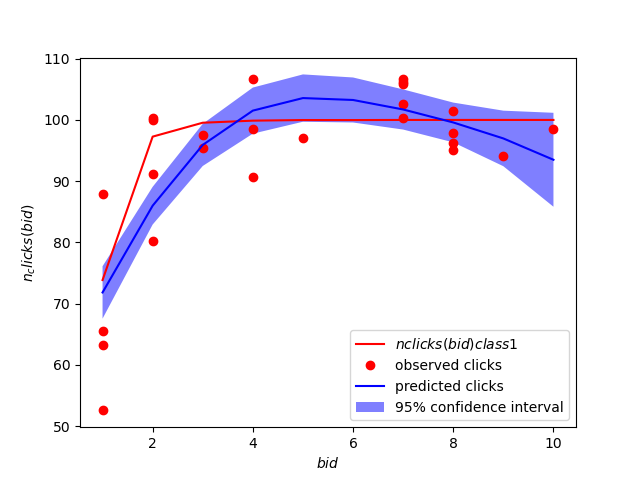 110
100
90
80
70
60
50
n_clicks(bid)
nclicks(bid)class1
observed clicks
predicted clicks
95% confidence interval
2
4
6
8
10
bid